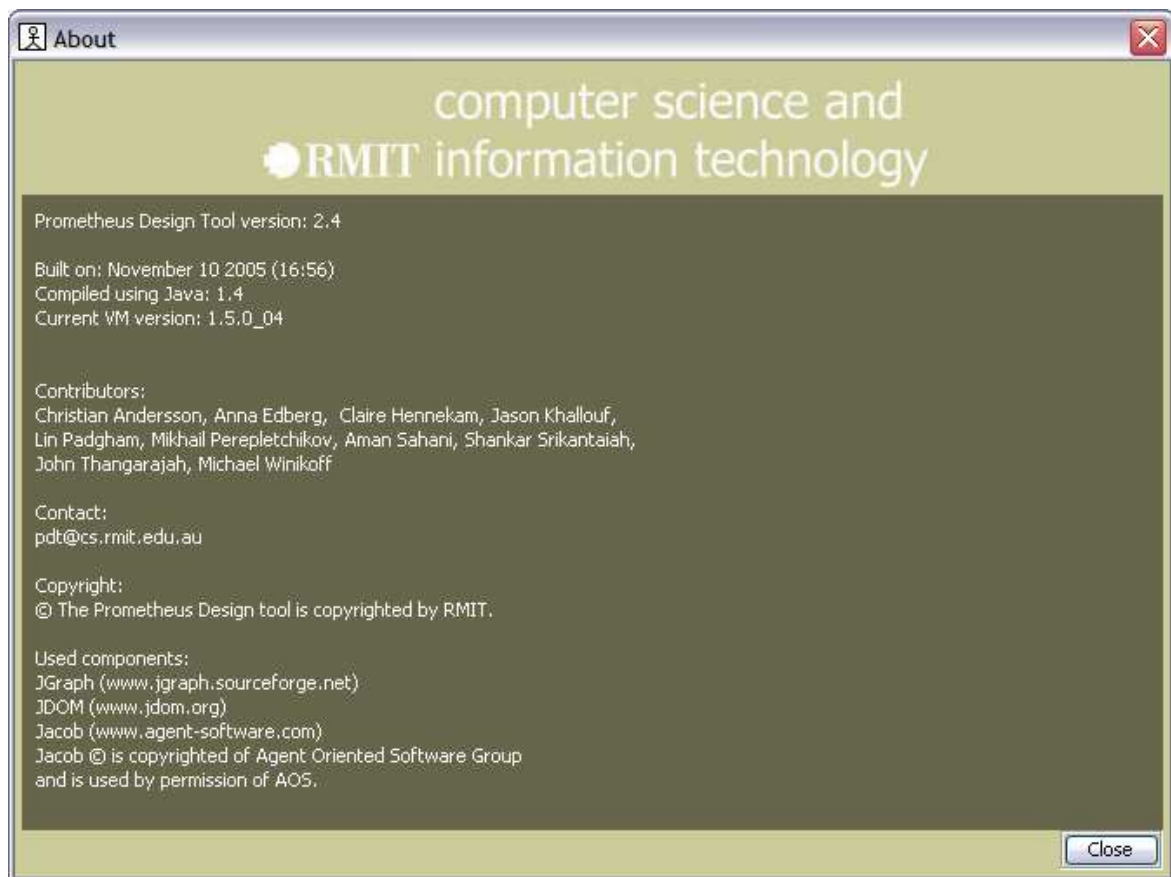 About
computer science and
RMIT information technology
Prometheus Design Tool version: 2.4
Built on: November 10 2005 (16:56)
Compiled using Java: 1.4
Current VM version: 1.5.0_04
Contributors:
Christian Andersson, Anna Edberg,  Claire Hennekam, Jason Khallouf,
Lin Padgham, Mikhail Perepletchikov, Aman Sahani, Shankar Srikantaiah,
John Thangarajah, Michael Winikoff
Contact:
pdt@cs.rmit.edu.au
Copyright:
© The Prometheus Design tool is copyrighted by RMIT.
Used components:
JGraph (www.jgraph.sourceforge.net)
JDOM (www.jdom.org)
Jacob (www.agent-software.com)
Jacob © is copyrighted of Agent Oriented Software Group
and is used by permission of AOS.
Close